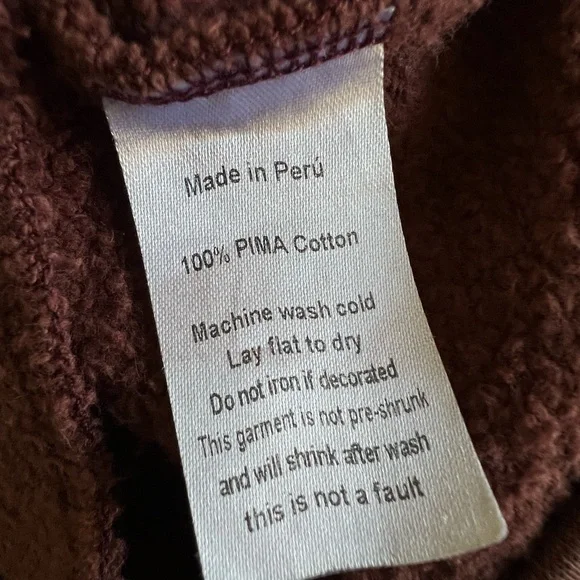 Made in Perú
100% PIMA Cotton
Machine wash cold
Lay flat to dry
Do not iron if decorated
This garment is not pre-shrunk
and will shrink after wash
this is not a fault